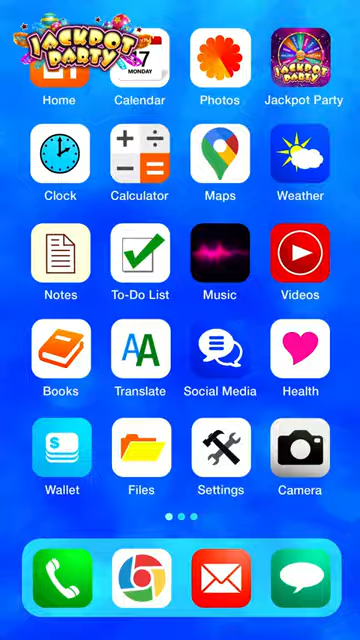 JACKPOT
PARTY
7
MONDAY
JACKPOT
PARTY
Home
Calendar
Photos
Jackpot Party
Clock
Calculator
Maps
Weather
Notes
To-Do List
Music
Videos
AA
Books
Translate
Social Media
Health
$
Wallet
Files
Settings
Camera